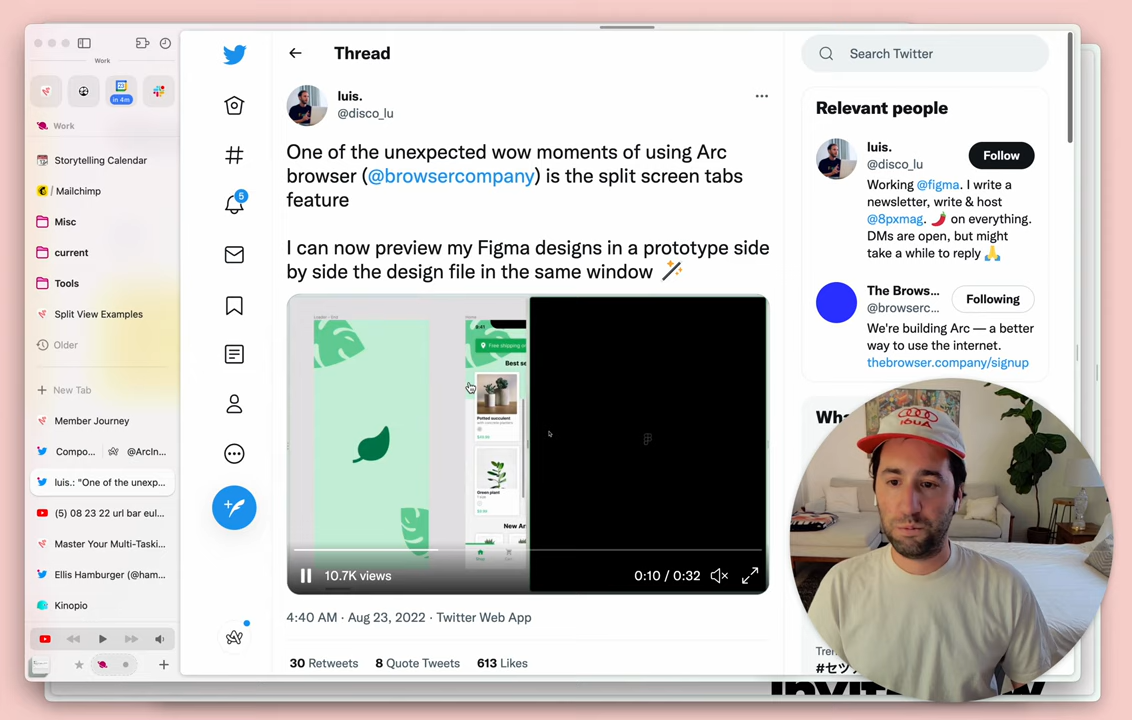 Work
in 4m
Work
Storytelling Calendar
/ Mailchimp
Misc
current
Tools
Split View Examples
Older
New Tab
Member Journey
Compo...
@ArcIn...
luis.: "One of the unexp...
(5) 08 23 22 url bar eul...
Master Your Multi-Taski...
Ellis Hamburger (@ham...
Kinopio
5
Thread
luis.
@disco_lu
One of the unexpected wow moments of using Arc
browser (@browsercompany) is the split screen tabs
feature
I can now preview my Figma designs in a prototype side
by side the design file in the same window
Home
9:41
Free shipping o
Best se
Potted succulent
Green plant
New Ar
10.7K views
0:10 / 0:32
4:40 AM · Aug 23, 2022 · Twitter Web App
30 Retweets 8 Quote Tweets 613 Likes
Search Twitter
Relevant people
luis.
@disco_lu
Follow
Working @figma. I write a
newsletter, write & host
@8pxmag. 🌶️ on everything.
DMs are open, but might
take a while to reply 🙏
The Brows...
@browserc...
Following
We're building Arc — a better
way to use the internet.
thebrowser.company/signup
Wha
Tren
#セツ